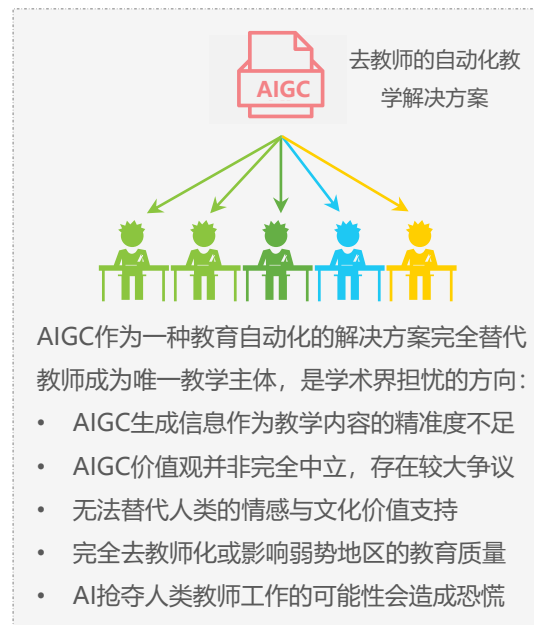 AIGC
去教师的自动化教
学解决方案
AIGC作为一种教育自动化的解决方案完全替代
教师成为唯一教学主体，是学术界担忧的方向：
• AIGC生成信息作为教学内容的精准度不足
• AIGC价值观并非完全中立，存在较大争议
• 无法替代人类的情感与文化价值支持
• 完全去教师化或影响弱势地区的教育质量
• AI抢夺人类教师工作的可能性会造成恐慌